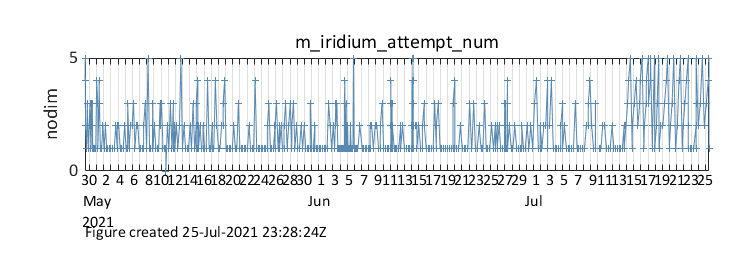 m_iridium_attempt_num
5
nodim
0
30 2 4 6 8 10 12 14 16 18 20 22 24 26 28 30 1 3 5 7 9 11 13 15 17 19 21 23 25 27 29 1 3 5 7 9 11 13 15 17 19 21 23 25
May Jun Jul
2021
Figure created 25-Jul-2021 23:28:24Z